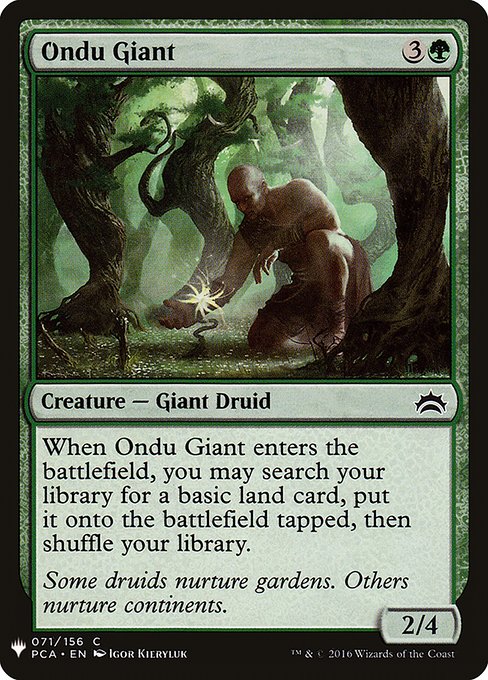 Ondu Giant 3
Creature — Giant Druid
When Ondu Giant enters the
battlefield, you may search your
library for a basic land card, put
it onto the battlefield tapped, then
shuffle your library.
Some druids nurture gardens. Others
nurture continents.
2/4
071/156 C
PCA • EN Igor Kieryluk
™ & © 2016 Wizards of the Coast